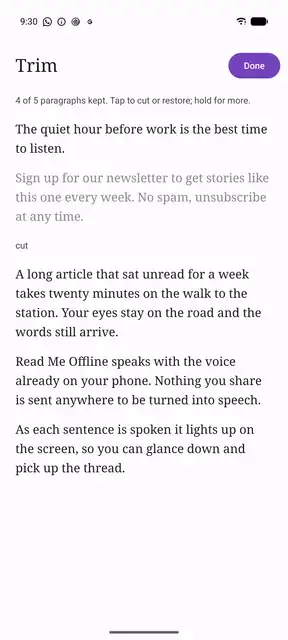 9:30
Trim
Done
4 of 5 paragraphs kept. Tap to cut or restore; hold for more.
The quiet hour before work is the best time
to listen.
Sign up for our newsletter to get stories like
this one every week. No spam, unsubscribe
at any time.
cut
A long article that sat unread for a week
takes twenty minutes on the walk to the
station. Your eyes stay on the road and the
words still arrive.
Read Me Offline speaks with the voice
already on your phone. Nothing you share
is sent anywhere to be turned into speech.
As each sentence is spoken it lights up on
the screen, so you can glance down and
pick up the thread.